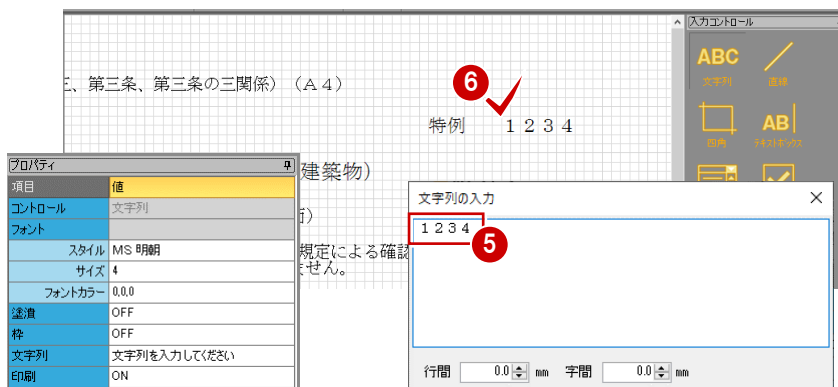 入力コントロール
ABC
文字列
直線
四角
AB
テキストボックス
三、第三条、第三条の三関係）（Ａ４）
6
特例　１２３４
建築物）
）
規定による確認
ません。
プロパティ
項目 値
コントロール 文字列
フォント
スタイル MS 明朝
サイズ 4
フォントカラー 0,0,0
塗潰 OFF
枠 OFF
文字列 文字列を入力してください
印刷 ON
文字列の入力
１２３４
5
行間 0.0 mm 字間 0.0 mm